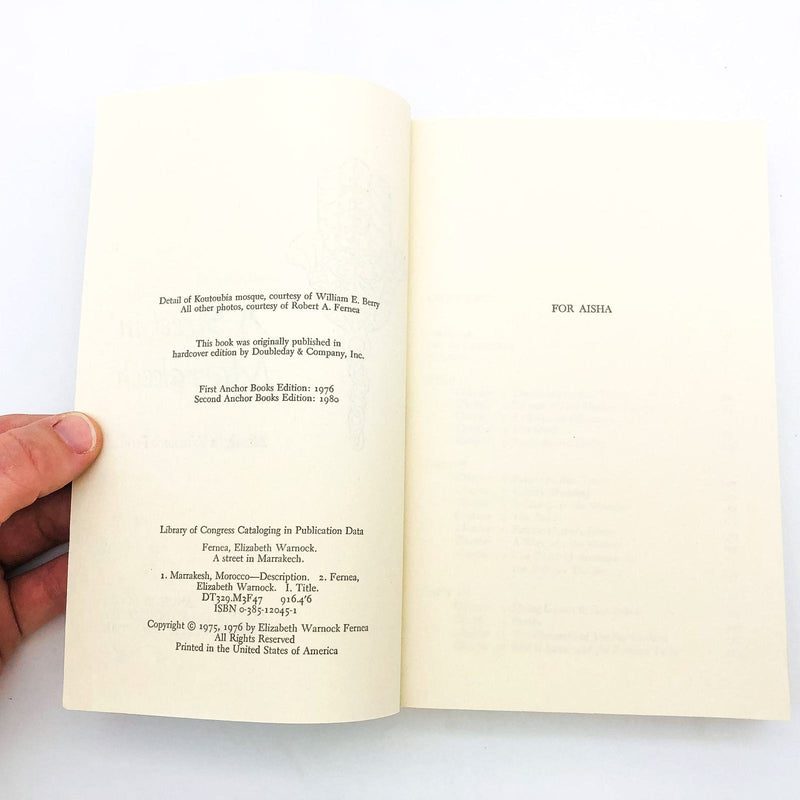 Detail of Koutoubia mosque, courtesy of William E. Berry
All other photos, courtesy of Robert A. Fernea
This book was originally published in
hardcover edition by Doubleday & Company, Inc.
First Anchor Books Edition: 1976
Second Anchor Books Edition: 1980
Library of Congress Cataloging in Publication Data
Fernea, Elizabeth Warnock.
A street in Marrakech.
1. Marrakesh, Morocco—Description. 2. Fernea,
Elizabeth Warnock. I. Title.
DT329.M3F47 916.4'6
ISBN 0-385-12045-1
Copyright © 1975, 1976 by Elizabeth Warnock Fernea
All Rights Reserved
Printed in the United States of America
FOR AISHA